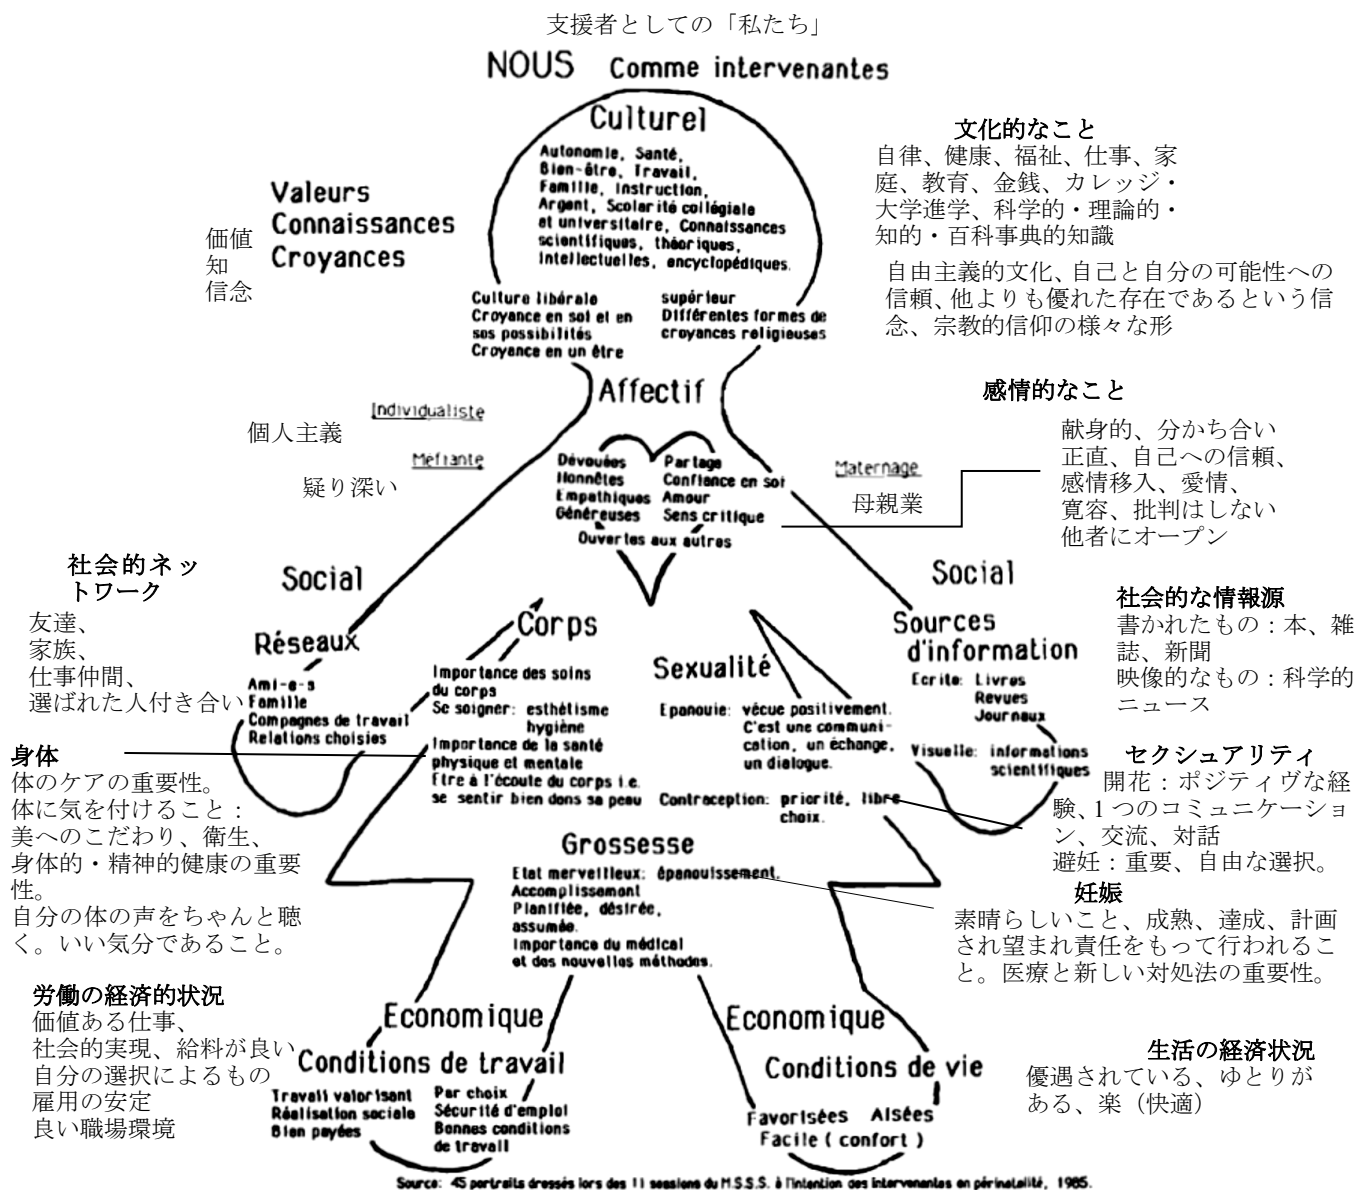 支援者としての「私たち」
NOUS Comme intervenantes
Culturel
Autonomie, Santé,
Bien-être, Travail,
Famille, Instruction,
Argent, Scolarité collégiale
et universitaire, Connaissances
scientifiques, théoriques,
intellectuelles, encyclopédiques.
Valeurs
Connaissances
Croyances
価値
知
信念
Culture libérale
Croyance en soi et en
ses possibilités
Croyance en un être
supérieur
Différentes formes de
croyances religieuses
文化的なこと
自律、健康、福祉、仕事、家
庭、教育、金銭、カレッジ・
大学進学、科学的・理論的・
知的・百科事典的知識
自由主義的文化、自己と自分の可能性への
信頼、他よりも優れた存在であるという信
念、宗教的信仰の様々な形
Affectif
感情的なこと
Individualiste
個人主義
Méfiante
疑り深い
Dévouées
Honnêtes
Empathiques
Généreuses
Partage
Confiance en soi
Amour
Sens critique
Ouvertes aux autres
Maternage
母親業
献身的、分かち合い
正直、自己への信頼、
感情移入、愛情、
寛容、批判はしない
他者にオープン
社会的ネッ
トワーク
友達、
家族、
仕事仲間、
選ばれた人付き合い
Social
Réseaux
Ami-e-s
Famille
Compagnes de travail
Relations choisies
Corps
Importance des soins
du corps
Se soigner: esthétisme
hygiène
Importance de la santé
physique et mentale
Etre à l'écoute du corps i.e.
se sentir bien dans sa peau
Sexualité
Epanouie: vécue positivement.
C'est une communi-
cation, un échange,
un dialogue.
Contraception: priorité, libre
choix.
Social
Sources
d'information
Ecrite: Livres
Revues
Journaux
Visuelle: informations
scientifiques
社会的な情報源
書かれたもの：本、雑
誌、新聞
映像的なもの：科学的
ニュース
身体
体のケアの重要性。
体に気を付けること：
美へのこだわり、衛生、
身体的・精神的健康の重要
性。
自分の体の声をちゃんと聴
く。いい気分であること。
セクシュアリティ
開花：ポジティヴな経
験、1 つのコミュニケーショ
ン、交流、対話
避妊：重要、自由な選択。
Grossesse
Etat merveilleux: épanouissement.
Accomplissement
Planifiée, désirée,
assumée.
Importance du médical
et des nouvelles méthodes.
妊娠
素晴らしいこと、成熟、達成、計画
され望まれ責任をもって行われるこ
と。医療と新しい対処法の重要性。
労働の経済的状況
価値ある仕事、
社会的実現、給料が良い
自分の選択によるもの
雇用の安定
良い職場環境
Economique
Conditions de travail
Travail valorisant
Réalisation sociale
Bien payées
Par choix
Sécurité d'emploi
Bonnes conditions
de travail
Economique
Conditions de vie
Favorisées Aisées
Facile ( confort )
生活の経済状況
優遇されている、ゆとりが
ある、楽（快適）
Source: 45 portraits dressés lors des 11 sessions du M.S.S.S. à l'intention des intervenantes en périnatalité, 1985.